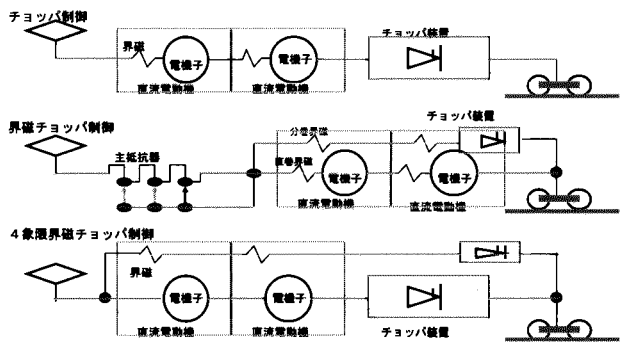 チョッパ制御
界磁
電機子
電機子
直流電動機
直流電動機
チョッパ装置
界磁チョッパ制御
主抵抗器
分巻界磁
直巻界磁
電機子
電機子
直流電動機
直流電動機
チョッパ装置
4象限界磁チョッパ制御
界磁
電機子
電機子
直流電動機
直流電動機
チョッパ装置